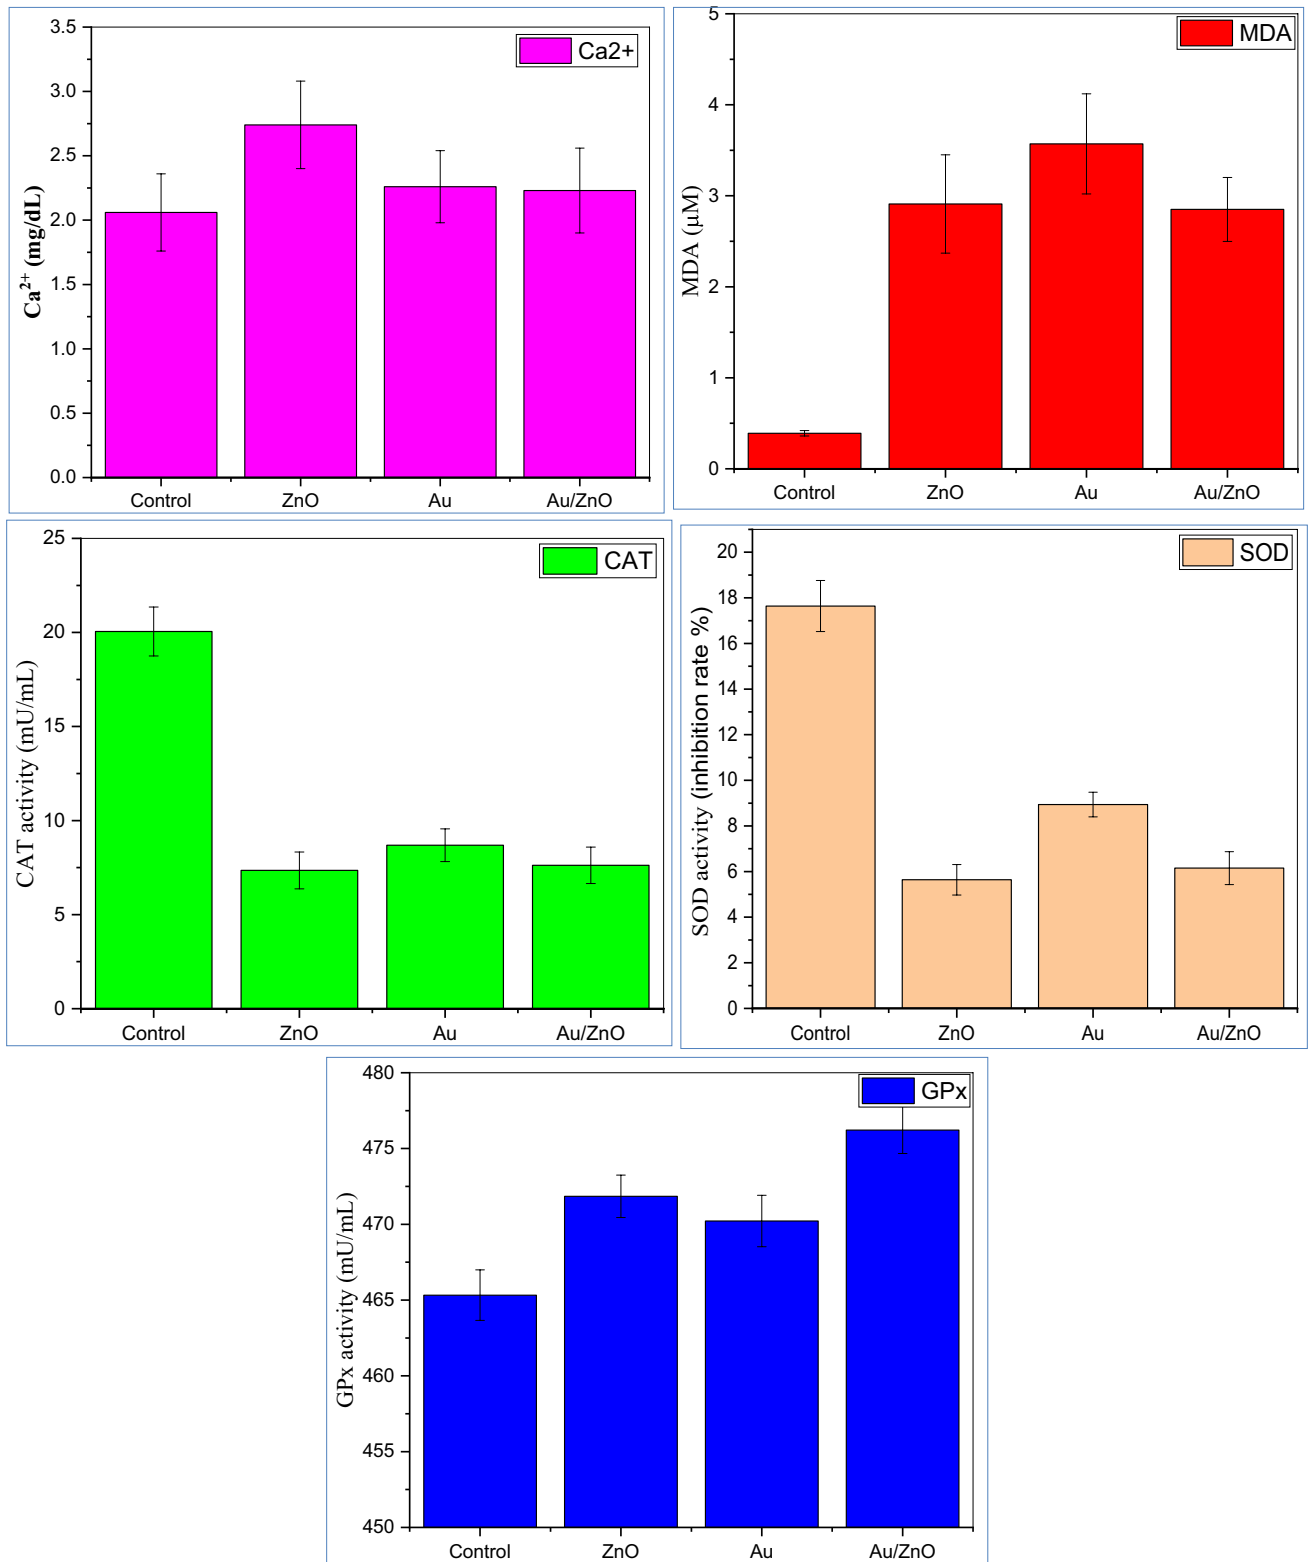 Ca2+
Ca²⁺ (mg/dL)
3.5
3.0
2.5
2.0
1.5
1.0
0.5
0.0
Control ZnO Au Au/ZnO
MDA
MDA (μM)
5
4
3
2
1
0
Control ZnO Au Au/ZnO
CAT
CAT activity (mU/mL)
25
20
15
10
5
0
Control ZnO Au Au/ZnO
SOD
SOD activity (inhibition rate %)
20
18
16
14
12
10
8
6
4
2
0
Control ZnO Au Au/ZnO
GPx
GPx activity (mU/mL)
480
475
470
465
460
455
450
Control ZnO Au Au/ZnO